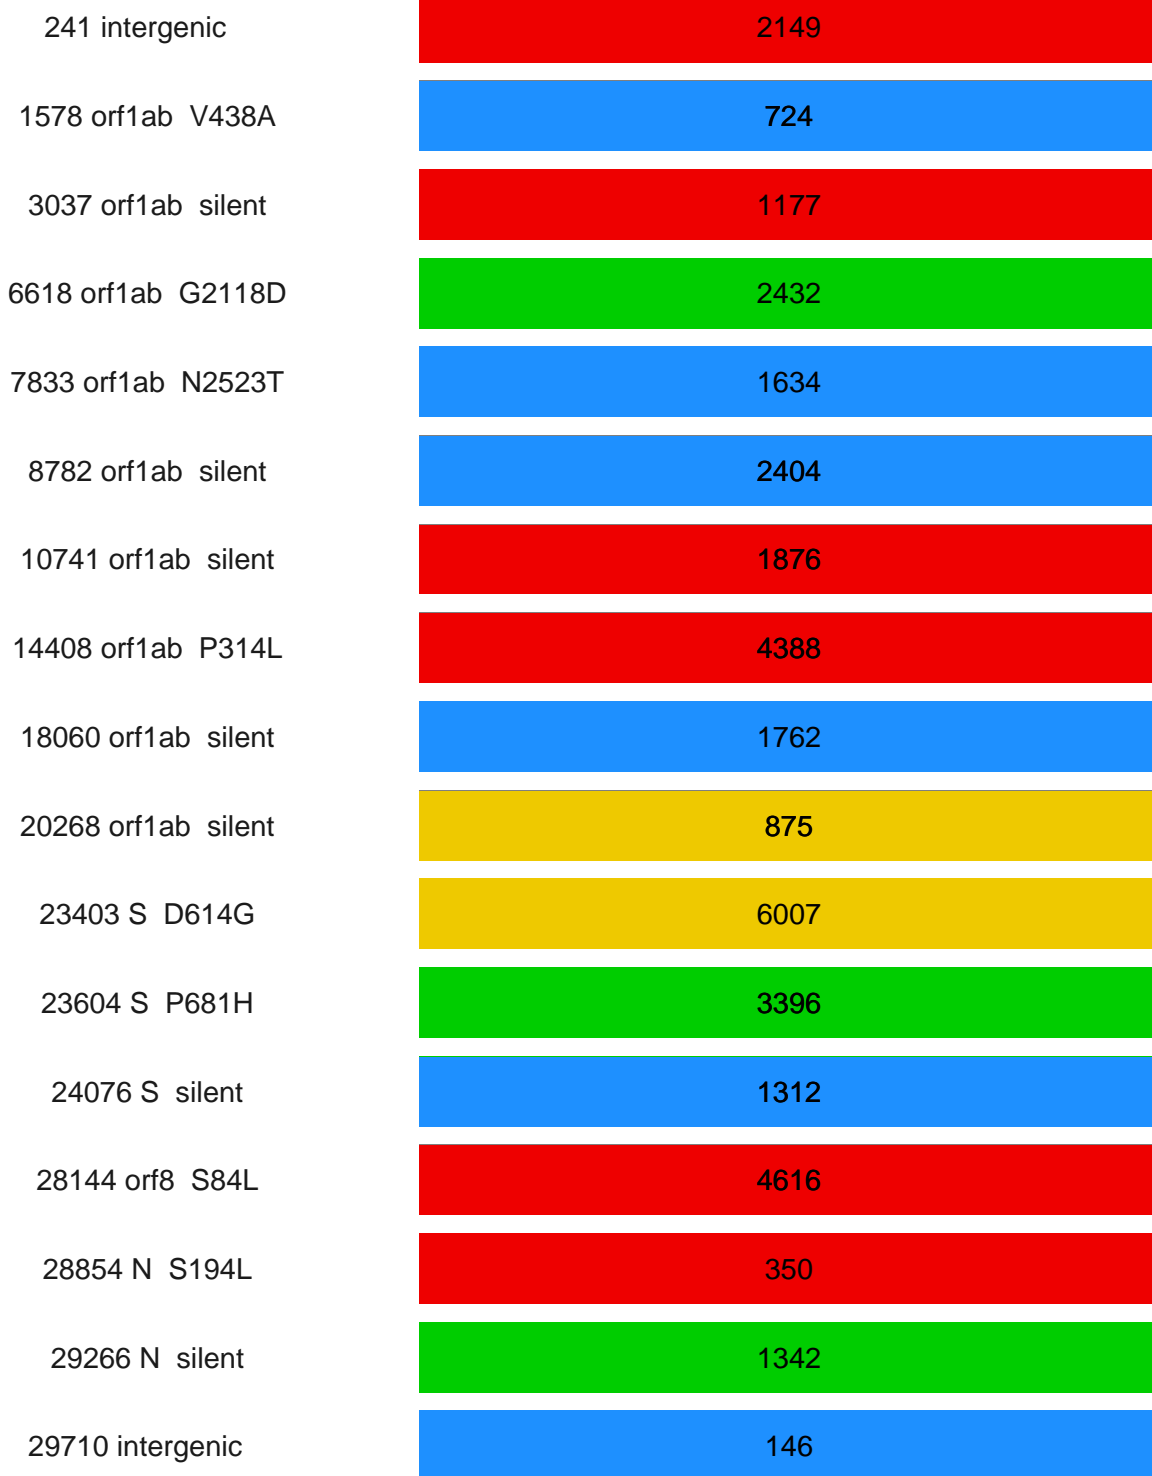 241 intergenic 2149
1578 orf1ab V438A 724
3037 orf1ab silent 1177
6618 orf1ab G2118D 2432
7833 orf1ab N2523T 1634
8782 orf1ab silent 2404
10741 orf1ab silent 1876
14408 orf1ab P314L 4388
18060 orf1ab silent 1762
20268 orf1ab silent 875
23403 S D614G 6007
23604 S P681H 3396
24076 S silent 1312
28144 orf8 S84L 4616
28854 N S194L 350
29266 N silent 1342
29710 intergenic 146